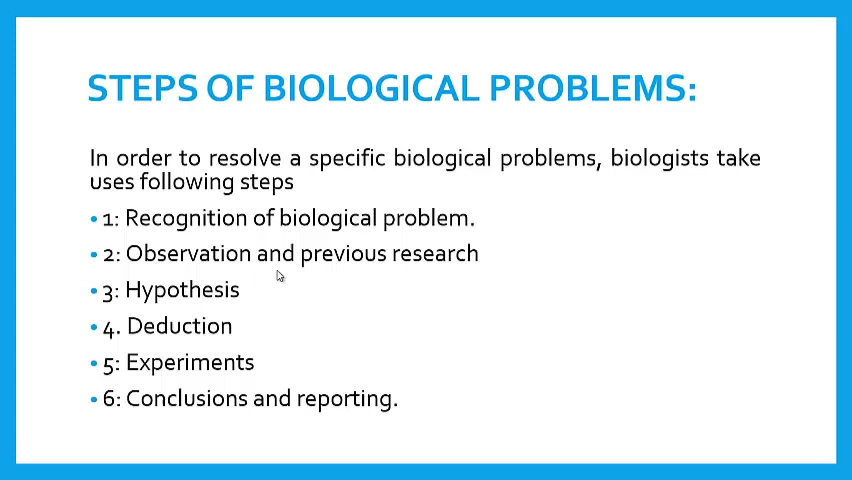 STEPS OF BIOLOGICAL PROBLEMS:
In order to resolve a specific biological problems, biologists take
uses following steps
• 1: Recognition of biological problem.
• 2: Observation and previous research
• 3: Hypothesis
• 4. Deduction
• 5: Experiments
• 6: Conclusions and reporting.